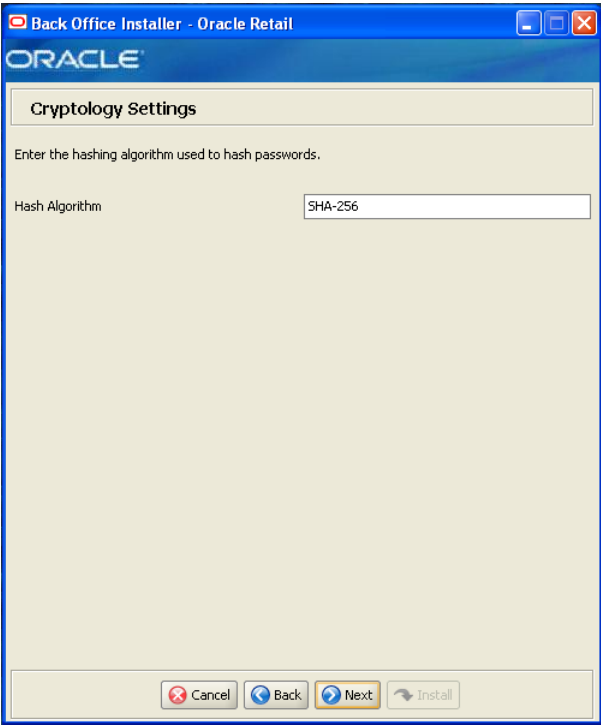 Back Office Installer - Oracle Retail
ORACLE
Cryptology Settings
Enter the hashing algorithm used to hash passwords.
Hash Algorithm SHA-256
Cancel Back Next Install